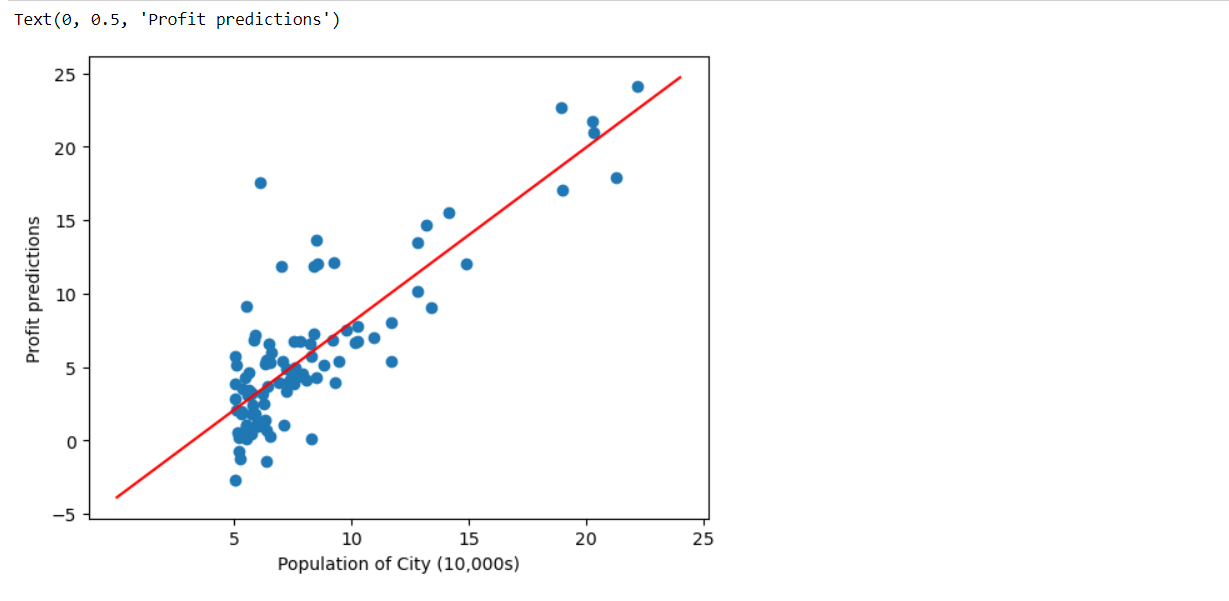 Text(0, 0.5, 'Profit predictions')
25
20
15
10
5
0
−5
Profit predictions
5 10 15 20 25
Population of City (10,000s)